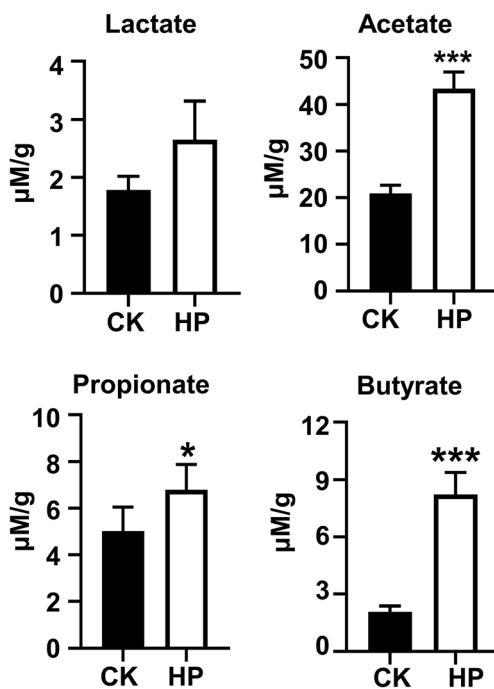 Lactate
4
3
2
1
0
µM/g
CK HP
Acetate
50
40
30
20
10
0
µM/g
***
CK HP
Propionate
10
8
6
4
2
0
µM/g
*
CK HP
Butyrate
12
9
6
3
0
µM/g
***
CK HP